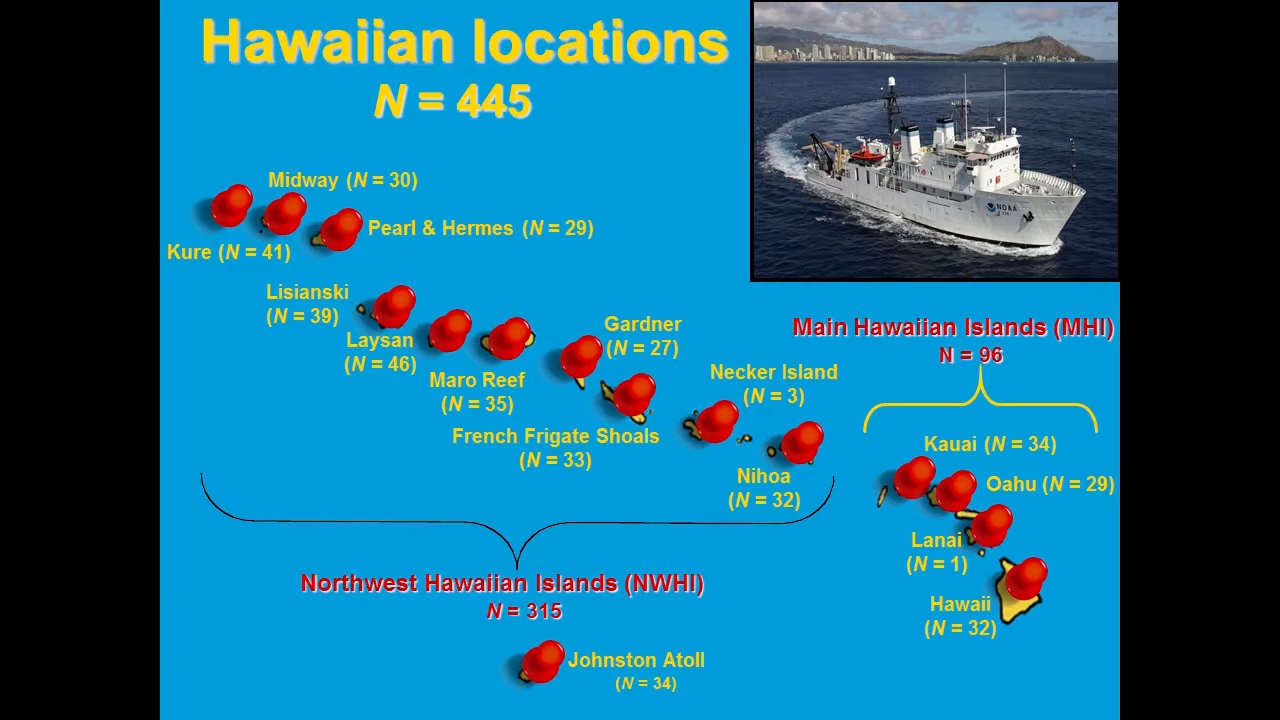 Hawaiian locations
N = 445
NOAA
Midway (N = 30)
Pearl & Hermes (N = 29)
Kure (N = 41)
Lisianski
(N = 39)
Laysan
(N = 46)
Maro Reef
(N = 35)
Gardner
(N = 27)
French Frigate Shoals
(N = 33)
Necker Island
(N = 3)
Nihoa
(N = 32)
Main Hawaiian Islands (MHI)
N = 96
Kauai (N = 34)
Oahu (N = 29)
Lanai
(N = 1)
Hawaii
(N = 32)
Northwest Hawaiian Islands (NWHI)
N = 315
Johnston Atoll
(N = 34)